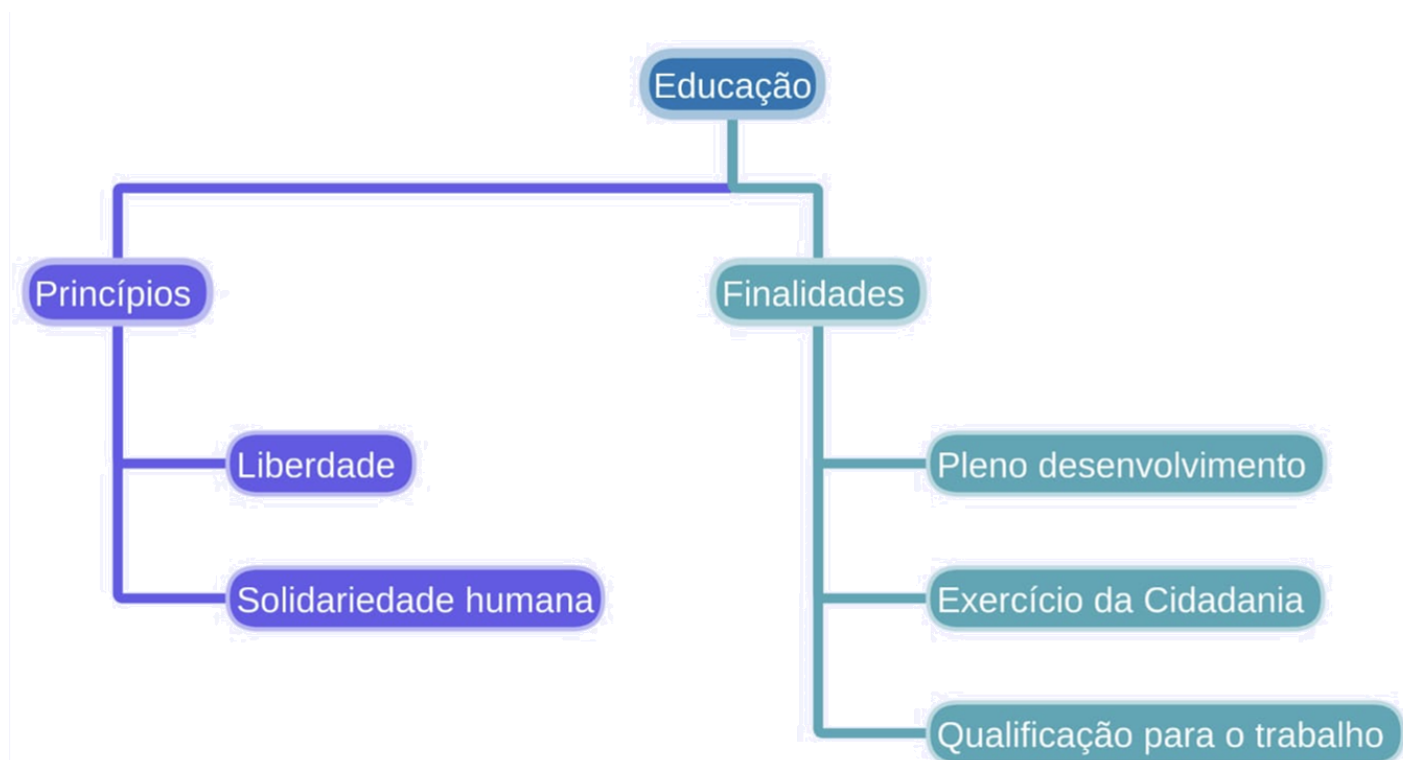 Educação
Princípios
Finalidades
Liberdade
Pleno desenvolvimento
Solidariedade humana
Exercício da Cidadania
Qualificação para o trabalho